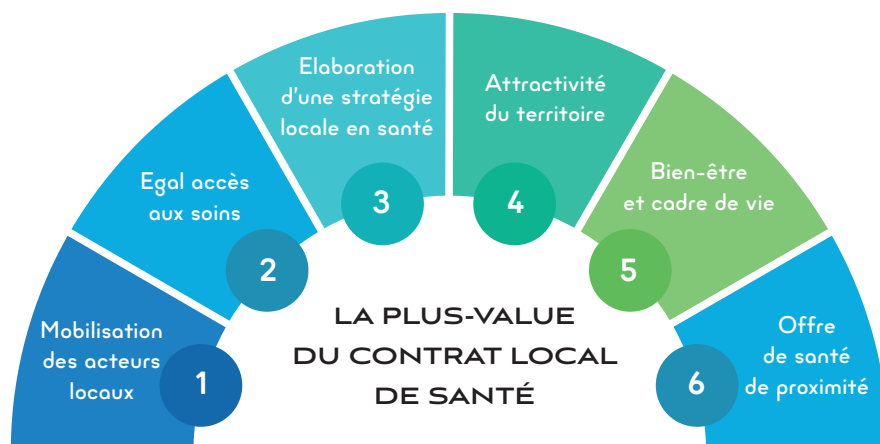 Mobilisation
des acteurs
locaux
1
Egal accès
aux soins
2
Elaboration
d'une stratégie
locale en santé
3
Attractivité
du territoire
4
Bien-être
et cadre de vie
5
Offre
de santé
de proximité
6
LA PLUS-VALUE
DU CONTRAT LOCAL
DE SANTÉ